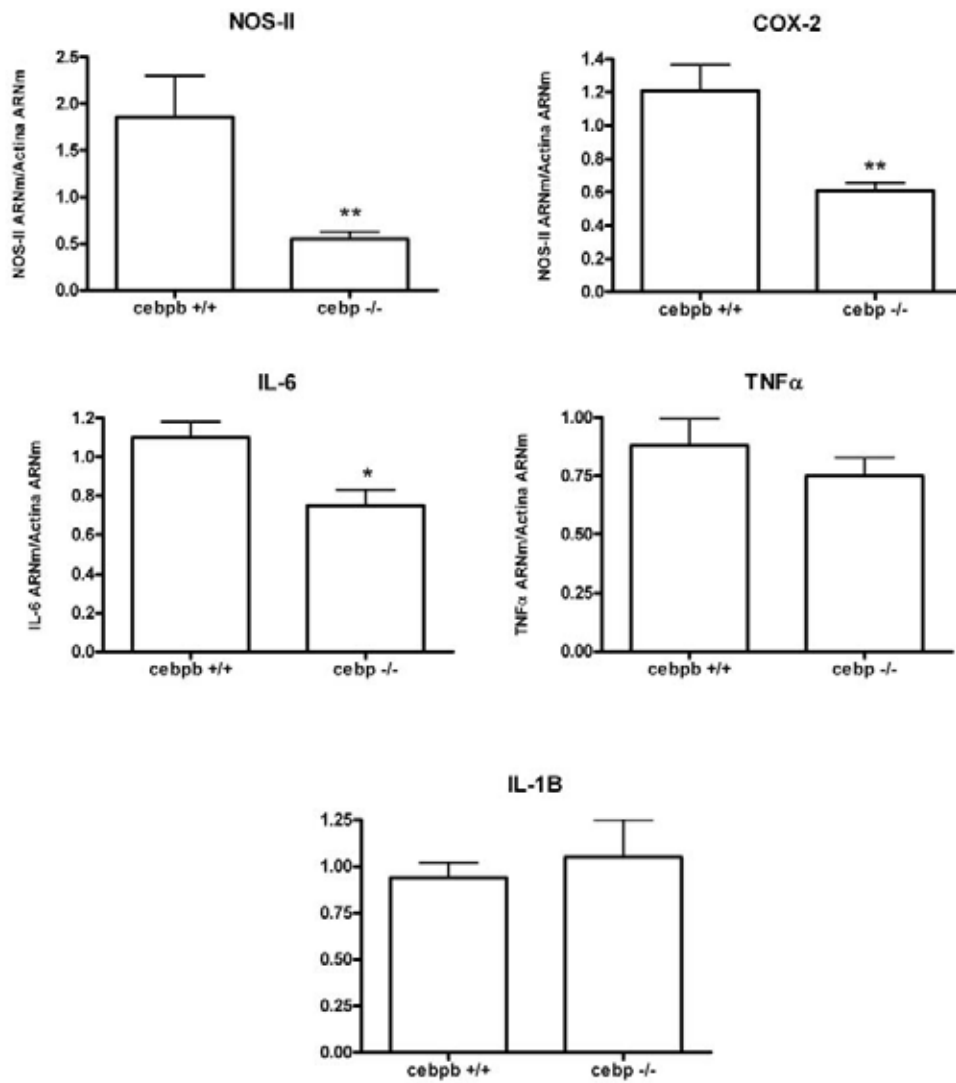 NOS-II
NOS-II ARNm/Actina ARNm
2.5
2.0
1.5
1.0
0.5
0.0
**
cebpb +/+ cebp -/-
COX-2
NOS-II ARNm/Actina ARNm
1.4
1.2
1.0
0.8
0.6
0.4
0.2
0.0
**
cebpb +/+ cebp -/-
IL-6
IL-6 ARNm/Actina ARNm
1.2
1.0
0.8
0.6
0.4
0.2
0.0
*
cebpb +/+ cebp -/-
TNFα
TNFα ARNm/Actina ARNm
1.00
0.75
0.50
0.25
0.00
cebpb +/+ cebp -/-
IL-1B
1.25
1.00
0.75
0.50
0.25
0.00
cebpb +/+ cebp -/-